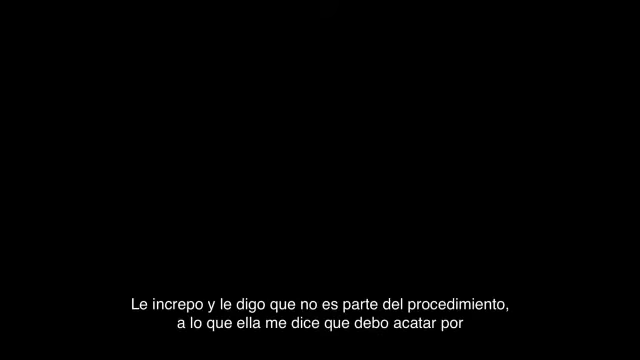 Le increpo y le digo que no es parte del procedimiento,
a lo que ella me dice que debo acatar por